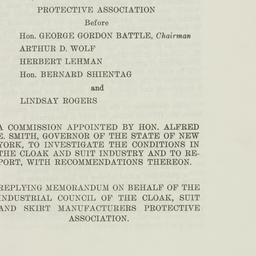 PROTECTIVE ASSOCIATION
Before
Hon. GEORGE GORDON BATTLE, Chairman
ARTHUR D. WOLF
HERBERT LEHMAN
Hon. BERNARD SHIENTAG
and
LINDSAY ROGERS
A COMMISSION APPOINTED BY HON. ALFRED
E. SMITH, GOVERNOR OF THE STATE OF NEW
YORK, TO INVESTIGATE THE CONDITIONS IN
THE CLOAK AND SUIT INDUSTRY AND TO RE-
PORT, WITH RECOMMENDATIONS THEREON.
REPLYING MEMORANDUM ON BEHALF OF THE
INDUSTRIAL COUNCIL OF THE CLOAK, SUIT
AND SKIRT MANUFACTURERS PROTECTIVE
ASSOCIATION.